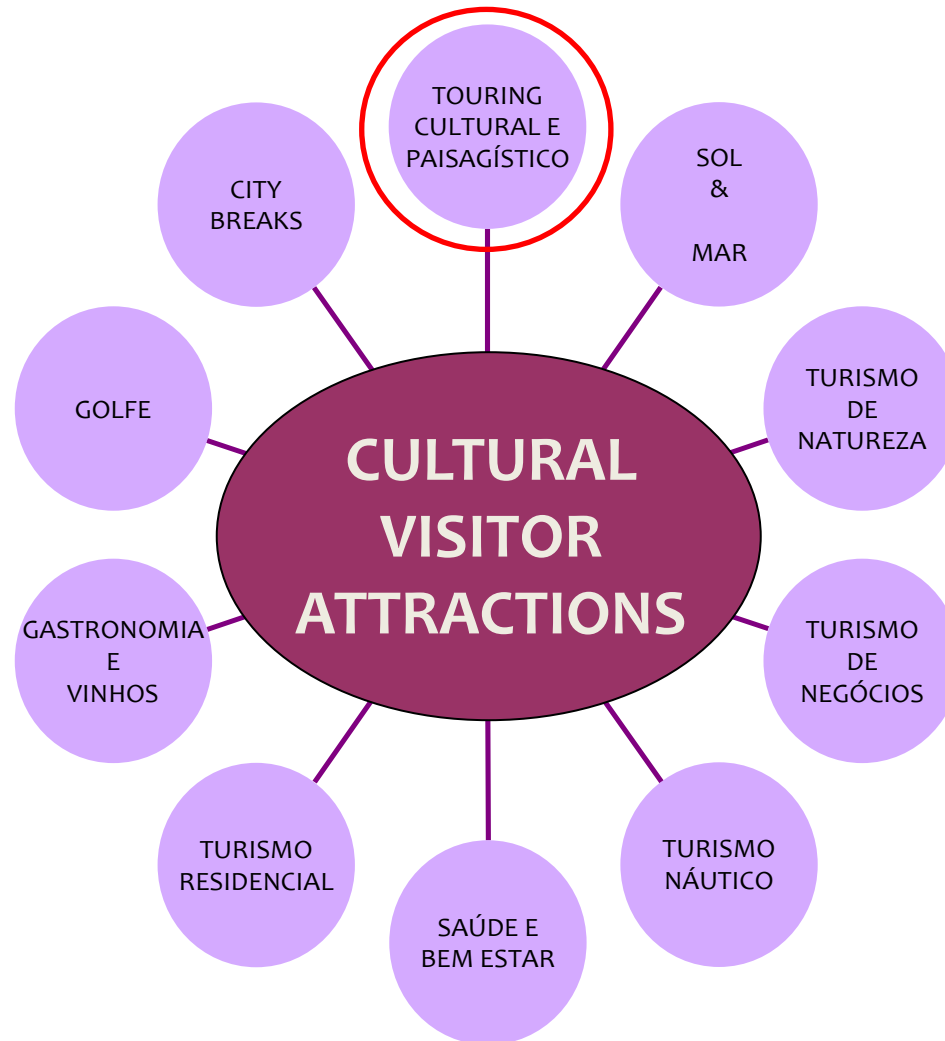 TOURING
CULTURAL E
PAISAGÍSTICO
SOL
&
MAR
CITY
BREAKS
TURISMO
DE
NATUREZA
GOLFE
CULTURAL
VISITOR
ATTRACTIONS
GASTRONOMIA
E
VINHOS
TURISMO
DE
NEGÓCIOS
TURISMO
RESIDENCIAL
TURISMO
NÁUTICO
SAÚDE E
BEM ESTAR